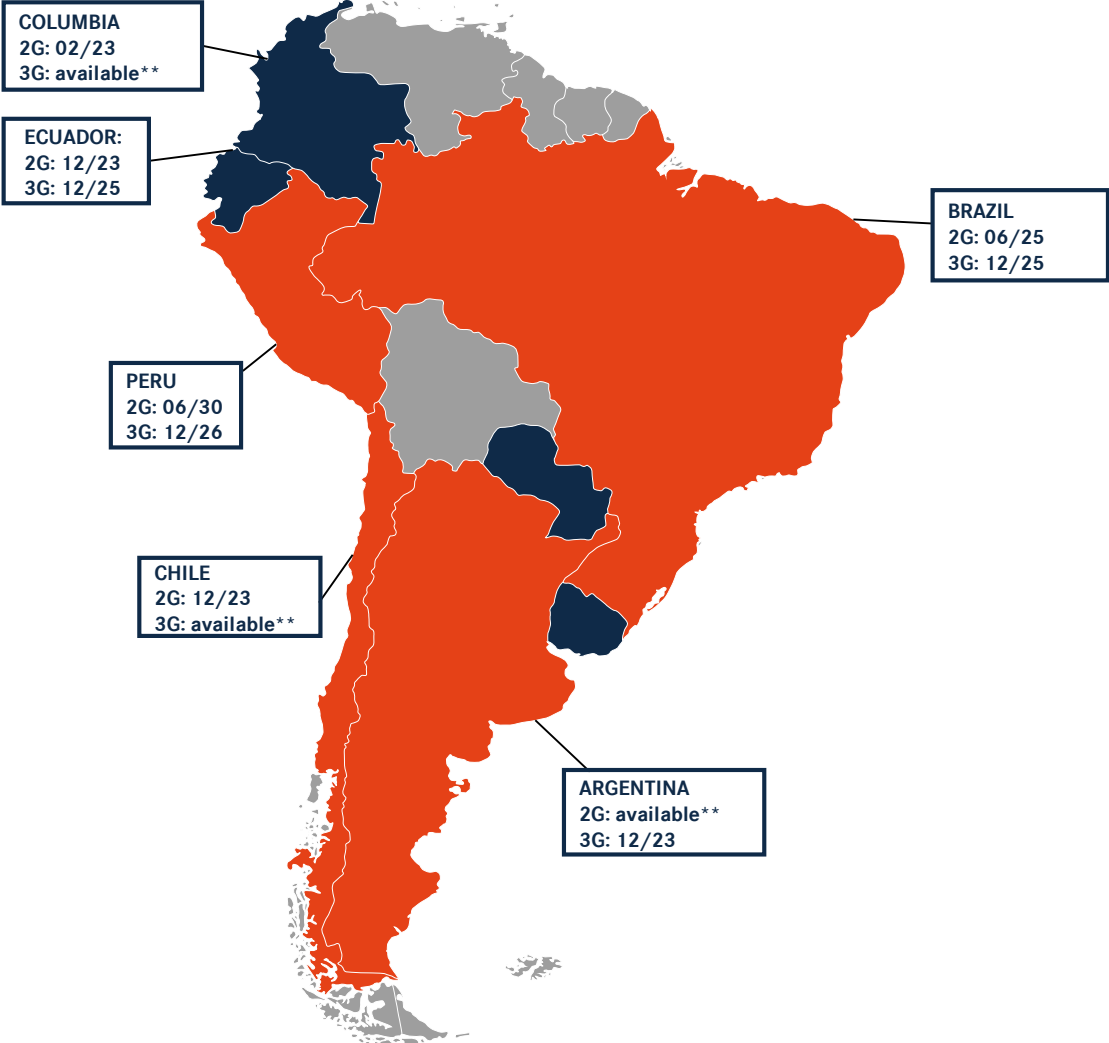 COLUMBIA
2G: 02/23
3G: available**
ECUADOR:
2G: 12/23
3G: 12/25
BRAZIL
2G: 06/25
3G: 12/25
PERU
2G: 06/30
3G: 12/26
CHILE
2G: 12/23
3G: available**
ARGENTINA
2G: available**
3G: 12/23